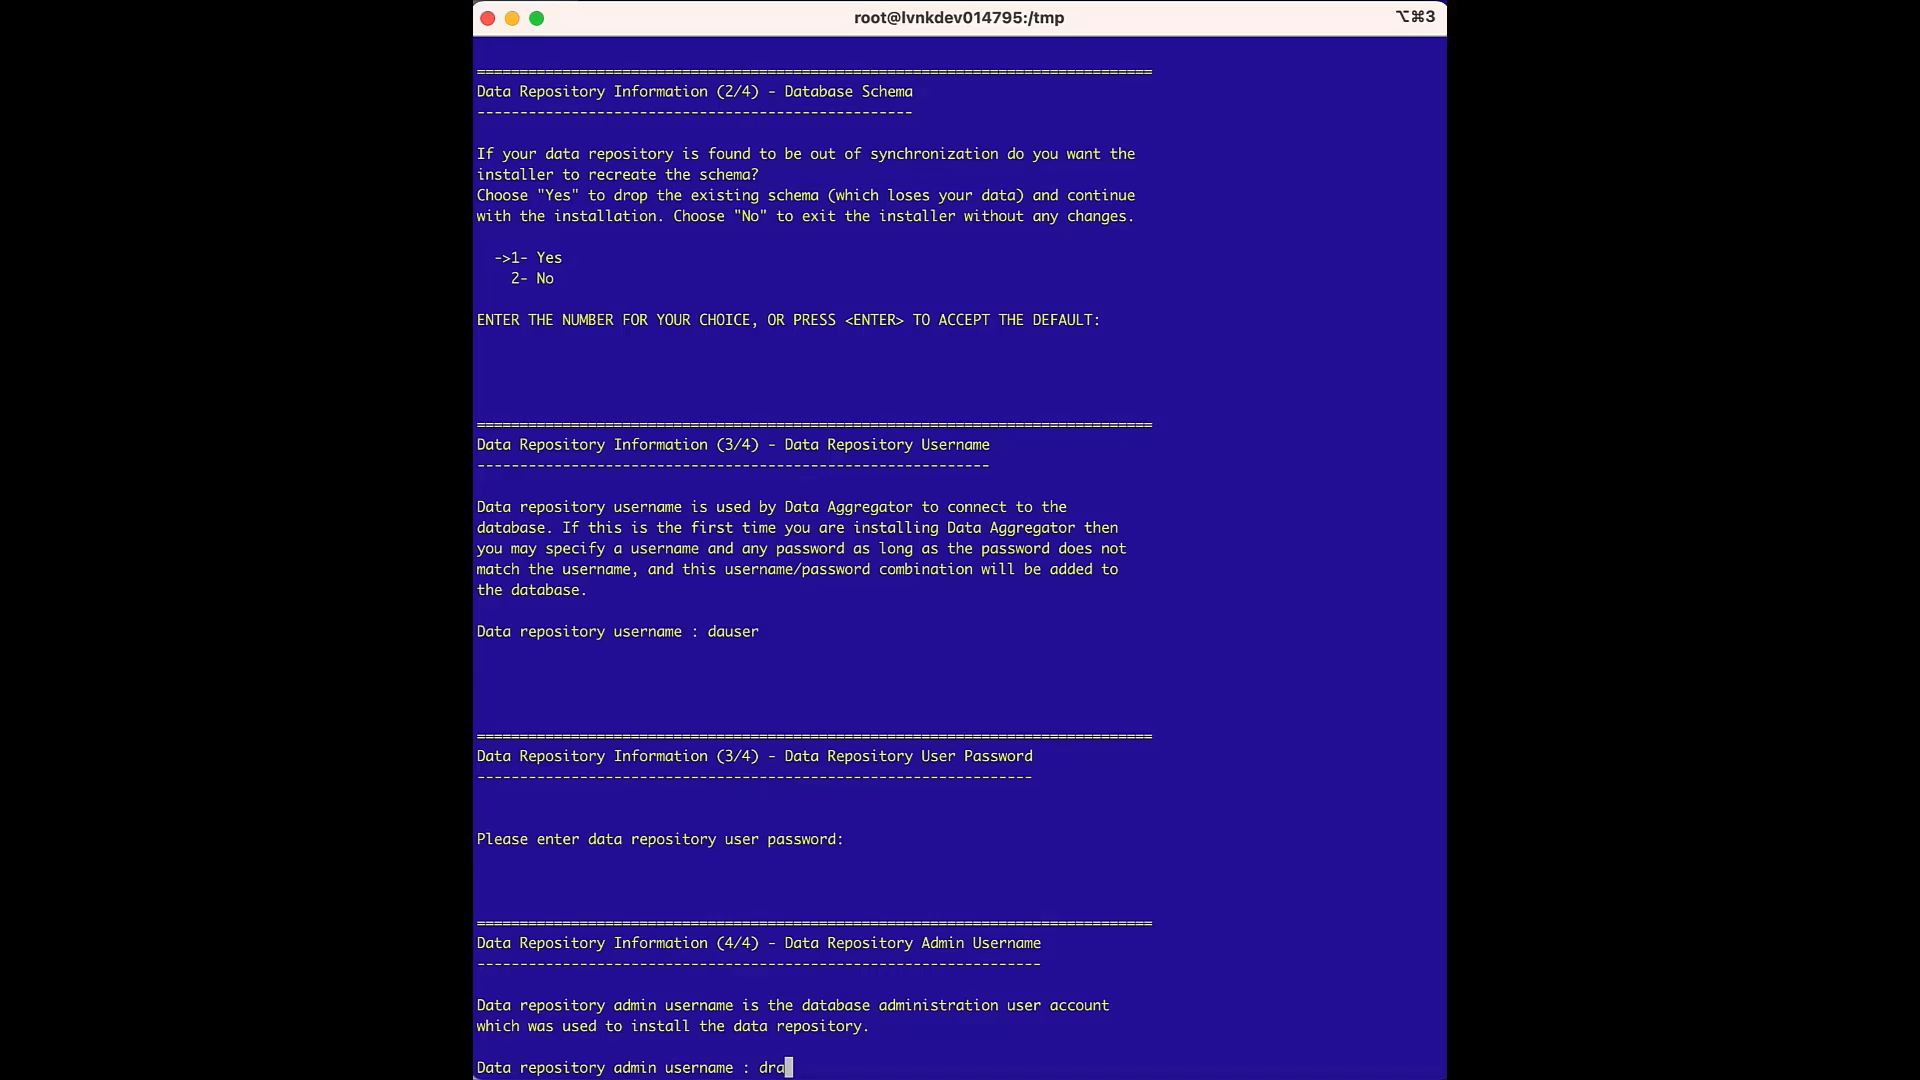 root@lvnkdev014795:/tmp
⌥⌘3
================================================================================
Data Repository Information (2/4) - Database Schema
---------------------------------------------------
If your data repository is found to be out of synchronization do you want the
installer to recreate the schema?
Choose "Yes" to drop the existing schema (which loses your data) and continue
with the installation. Choose "No" to exit the installer without any changes.
->1- Yes
2- No
ENTER THE NUMBER FOR YOUR CHOICE, OR PRESS <ENTER> TO ACCEPT THE DEFAULT:
================================================================================
Data Repository Information (3/4) - Data Repository Username
------------------------------------------------------------
Data repository username is used by Data Aggregator to connect to the
database. If this is the first time you are installing Data Aggregator then
you may specify a username and any password as long as the password does not
match the username, and this username/password combination will be added to
the database.
Data repository username : dauser
================================================================================
Data Repository Information (3/4) - Data Repository User Password
-----------------------------------------------------------------
Please enter data repository user password:
================================================================================
Data Repository Information (4/4) - Data Repository Admin Username
------------------------------------------------------------------
Data repository admin username is the database administration user account
which was used to install the data repository.
Data repository admin username : dra